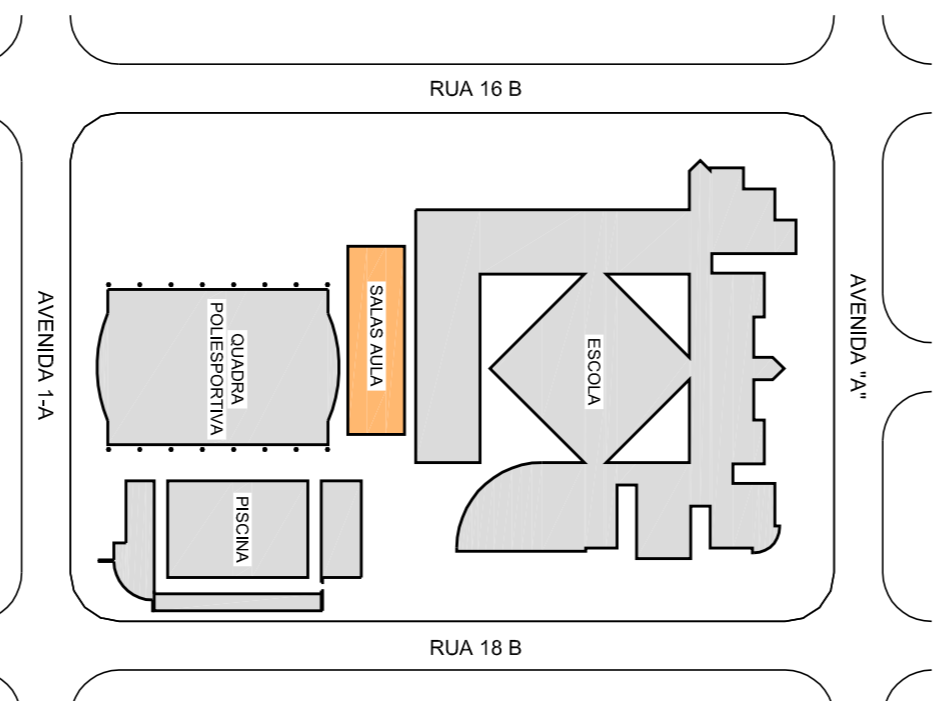 RUA 16 B
AVENIDA 1-A
QUADRA
POLIESPORTIVA
SALAS AULA
ESCOLA
AVENIDA "A"
PISCINA
RUA 18 B